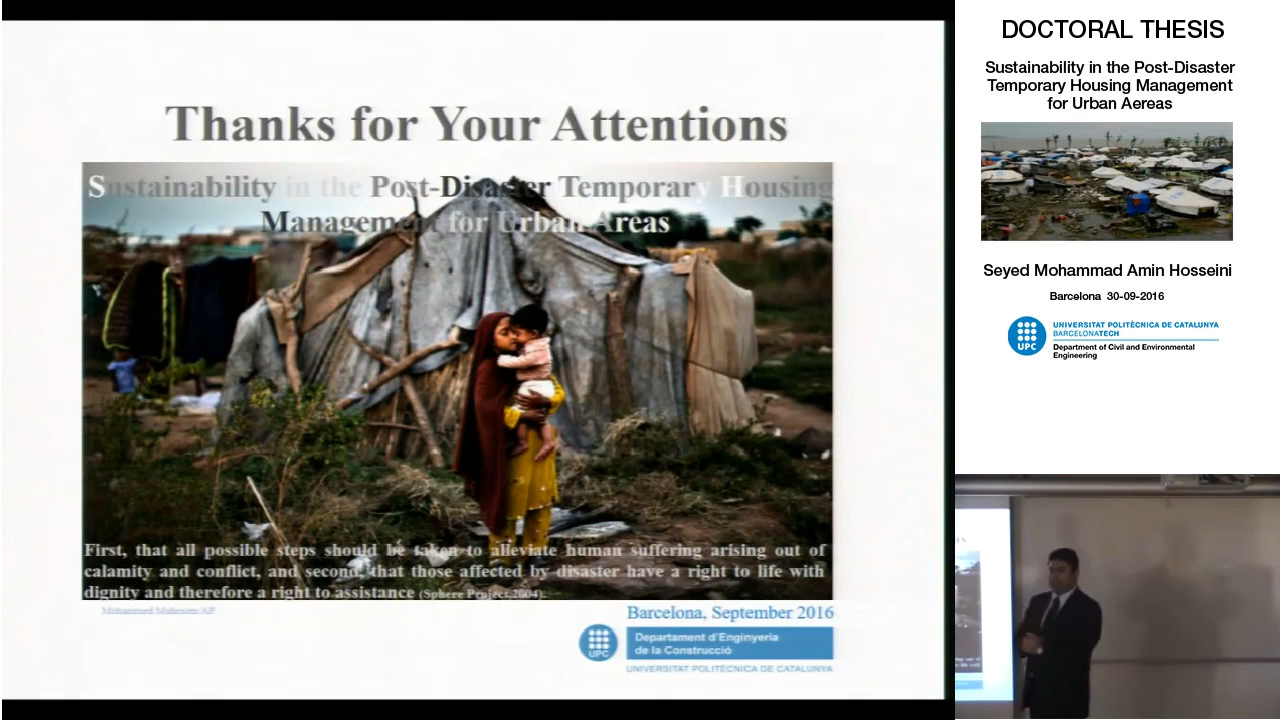 Thanks for Your Attentions
Sustainability in the Post-Disaster Temporary Housing
Management for Urban Areas
First, that all possible steps should be taken to alleviate human suffering arising out of
calamity and conflict, and second, that those affected by disaster have a right to life with
dignity and therefore a right to assistance (Sphere Project,2004).
Mohammed Muheisen/AP
Barcelona, September 2016
UPC
Departament d'Enginyeria
de la Construcció
UNIVERSITAT POLITÈCNICA DE CATALUNYA
DOCTORAL THESIS
Sustainability in the Post-Disaster
Temporary Housing Management
for Urban Aereas
Seyed Mohammad Amin Hosseini
Barcelona 30-09-2016
UPC
UNIVERSITAT POLITÈCNICA DE CATALUNYA
BARCELONATECH
Department of Civil and Environmental
Engineering